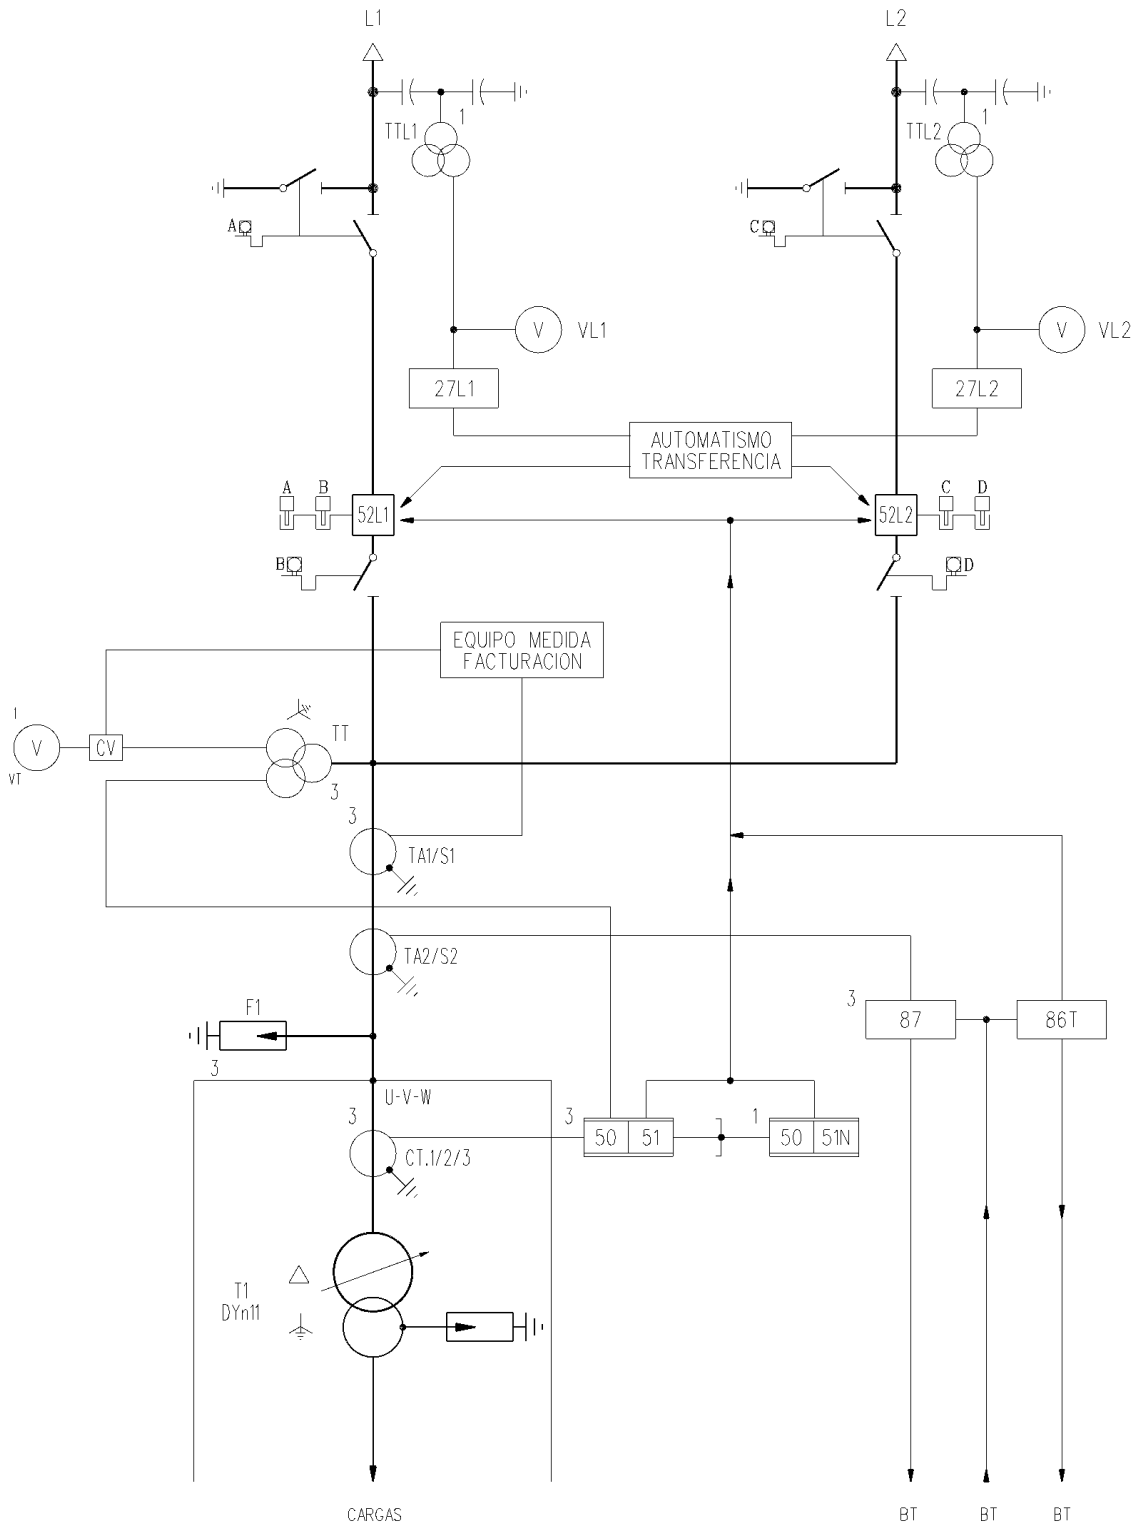 L1
L2
1
TTL1
1
TTL2
A
C
V
VL1
V
VL2
27L1
27L2
AUTOMATISMO
TRANSFERENCIA
A
B
52L1
52L2
C
D
B
D
EQUIPO MEDIDA
FACTURACION
1
V
CV
VT
TT
3
3
TA1/S1
TA2/S2
F1
3
3
87
86T
U-V-W
3
CT.1/2/3
3
50
51
1
50
51N
T1
DYn11
CARGAS
BT
BT
BT